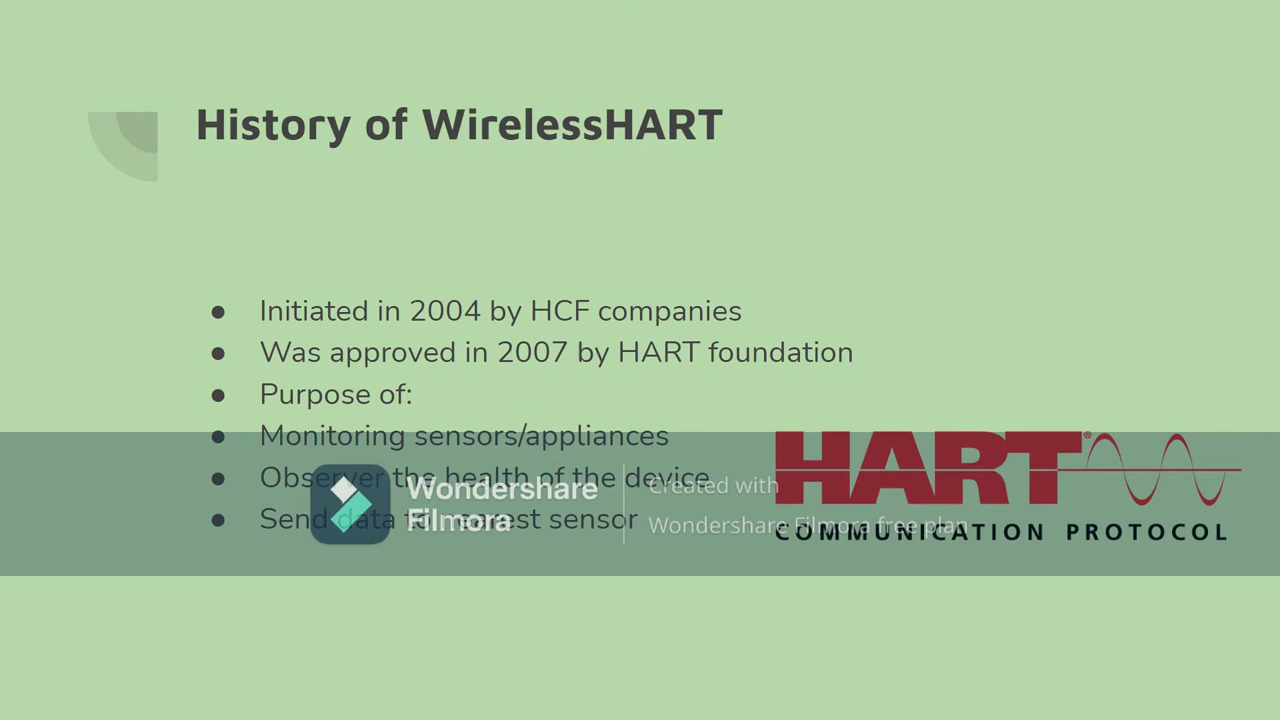 History of WirelessHART
● Initiated in 2004 by HCF companies
● Was approved in 2007 by HART foundation
● Purpose of:
● Monitoring sensors/appliances
● Observer the health of the device
● Send data to nearest sensor
HART®
COMMUNICATION PROTOCOL
Wondershare
Filmora
Created with
Wondershare Filmora free plan